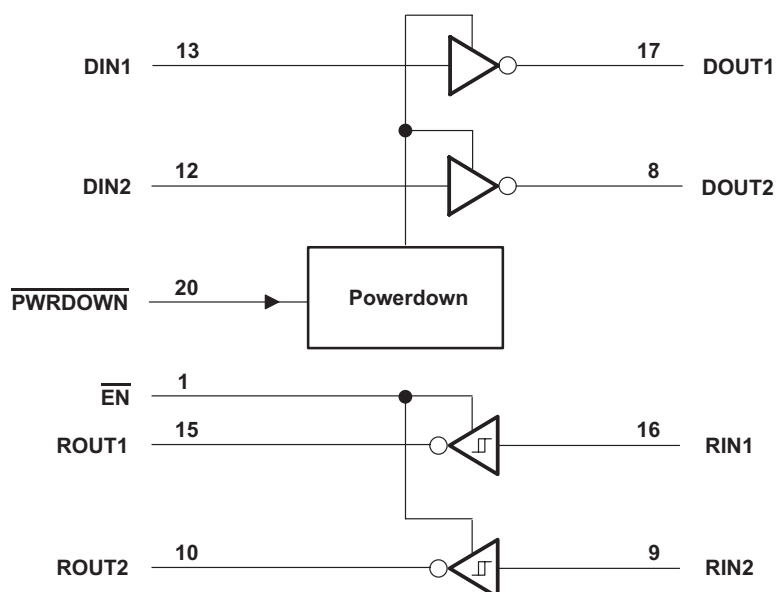 DIN1 13 17 DOUT1
DIN2 12 8 DOUT2
PWRDOWN 20 Powerdown
EN 1
ROUT1 15 16 RIN1
ROUT2 10 9 RIN2